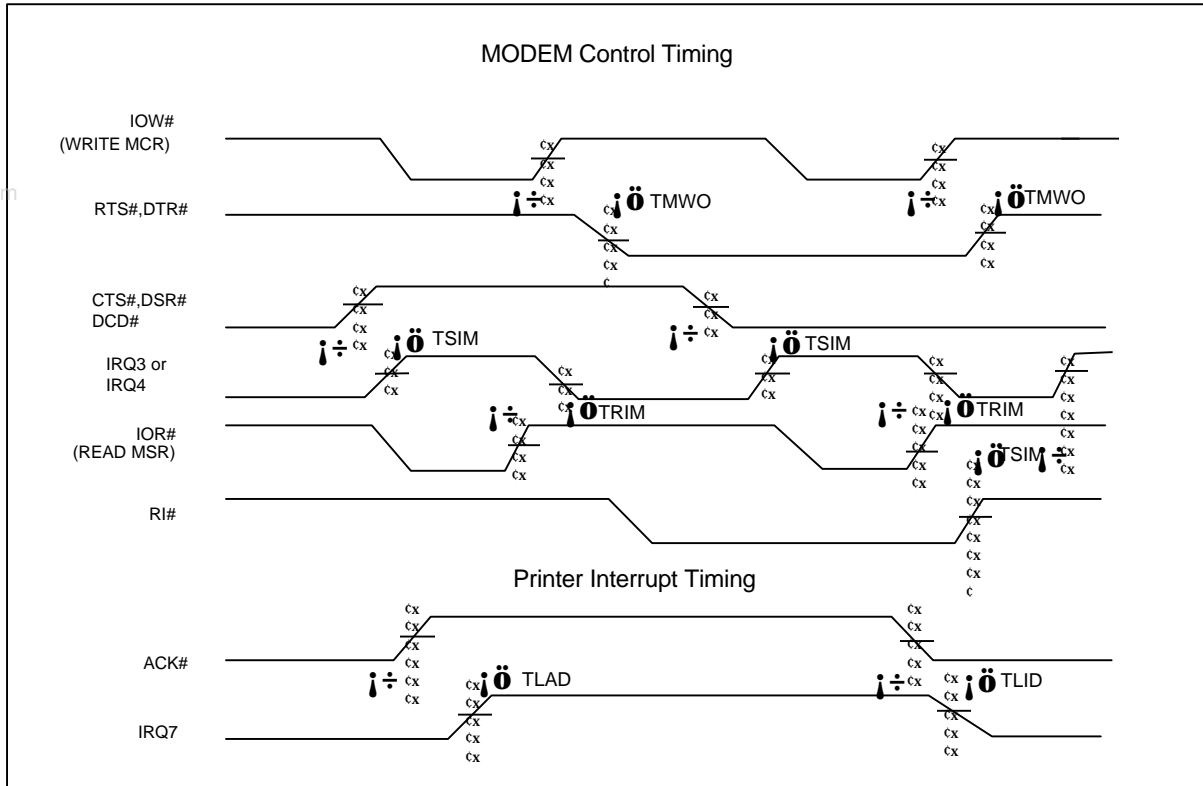 MODEM Control Timing
IOW#
(WRITE MCR)
m
RTS#,DTR#
TMWO
TMWO
CTS#,DSR#
DCD#
TSIM
TSIM
IRQ3 or
IRQ4
TRIM
TRIM
IOR#
(READ MSR)
TSIM
RI#
Printer Interrupt Timing
ACK#
TLAD
TLID
IRQ7